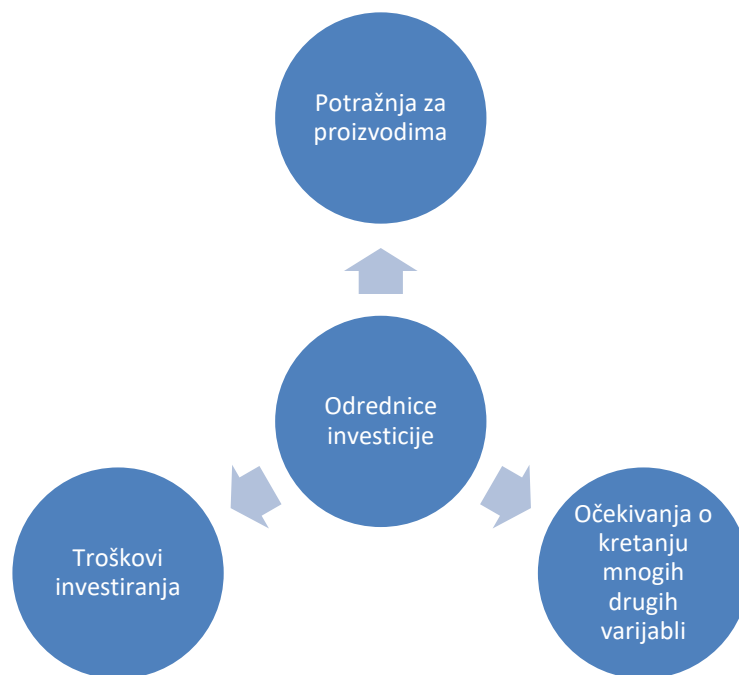 Potražnja za
proizvodima
Odrednice
investicije
Troškovi
investiranja
Očekivanja o
kretanju
mnogih
drugih
varijabli